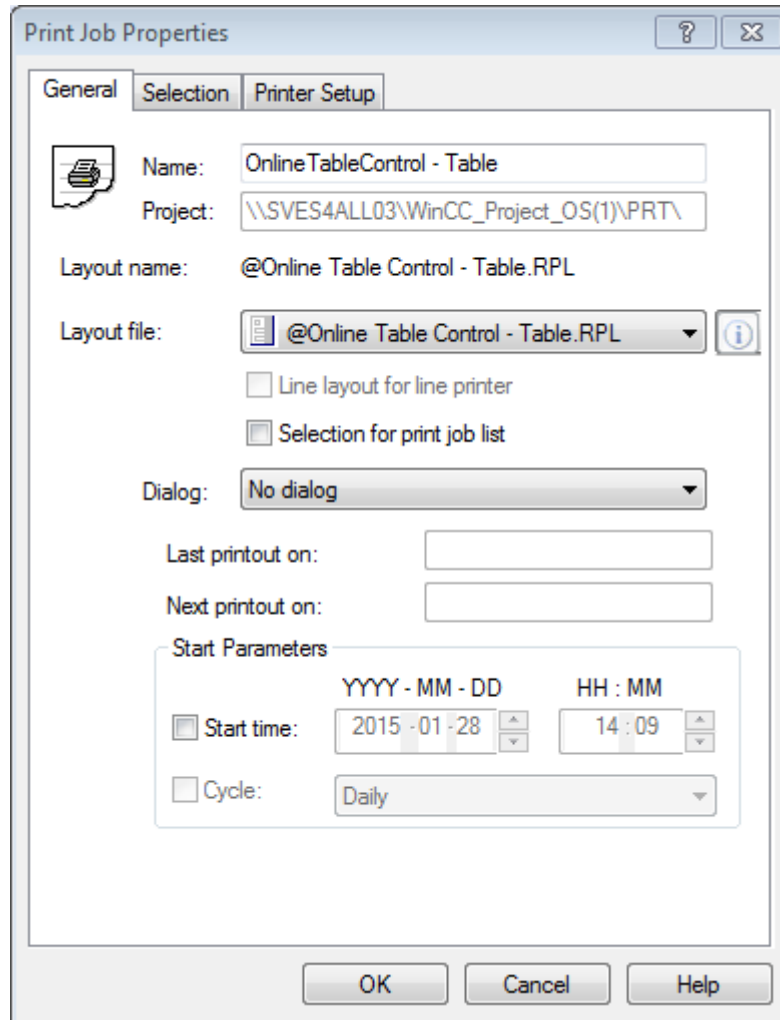 Print Job Properties
General Selection Printer Setup
Name: OnlineTableControl - Table
Project: \\SVES4ALL03\WinCC_Project_OS(1)\PRT\
Layout name: @Online Table Control - Table.RPL
Layout file: @Online Table Control - Table.RPL
Line layout for line printer
Selection for print job list
Dialog: No dialog
Last printout on:
Next printout on:
Start Parameters
YYYY - MM - DD HH : MM
Start time: 2015 -01 -28 14 : 09
Cycle: Daily
OK Cancel Help